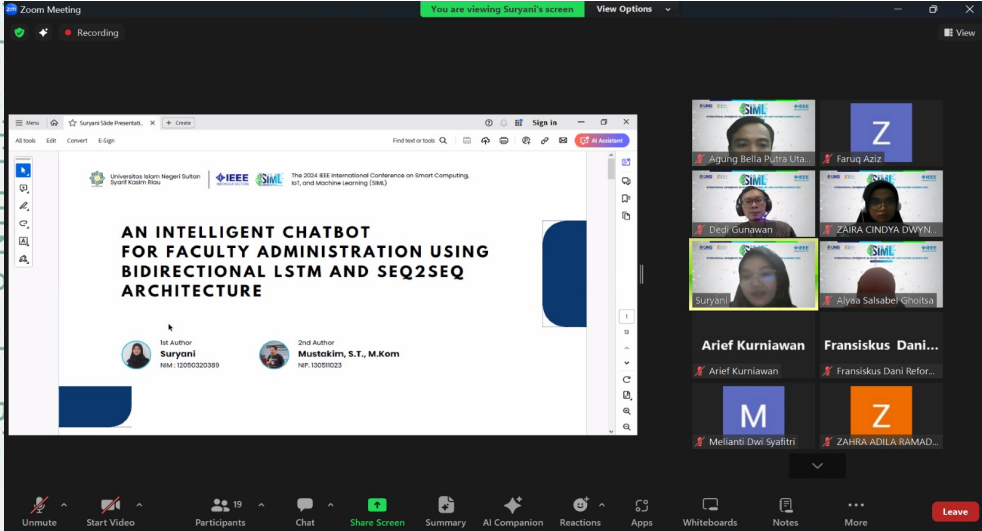 Zoom Meeting
You are viewing Suryani's screen
View Options
Recording
View
Menu
Suryani Slide Presentati...
+ Create
Sign in
All tools
Edit
Convert
E-Sign
Find text or tools
AI Assistant
Universitas Islam Negeri Sultan
Syarif Kasim Riau
IEEE
SIML
The 2024 IEEE International Conference on Smart Computing,
IoT, and Machine Learning (SIML)
AN INTELLIGENT CHATBOT
FOR FACULTY ADMINISTRATION USING
BIDIRECTIONAL LSTM AND SEQ2SEQ
ARCHITECTURE
1st Author
Suryani
NIM : 12050320389
2nd Author
Mustakim, S.T., M.Kom
NIP. 130511023
1
13
SIML
Agung Bella Putra Uta...
Z
Faruq Aziz
SIML
Dedi Gunawan
SIML
ZAIRA CINDYA DWYN...
Suryani
SIML
Alyaa Salsabel Ghoitsa
Arief Kurniawan
Arief Kurniawan
Fransiskus Dani...
Fransiskus Dani Refor...
M
Melianti Dwi Syafitri
Z
ZAHRA ADILA RAMAD...
Unmute
Start Video
19
Participants
Chat
Share Screen
Summary
AI Companion
Reactions
Apps
Whiteboards
Notes
More
Leave